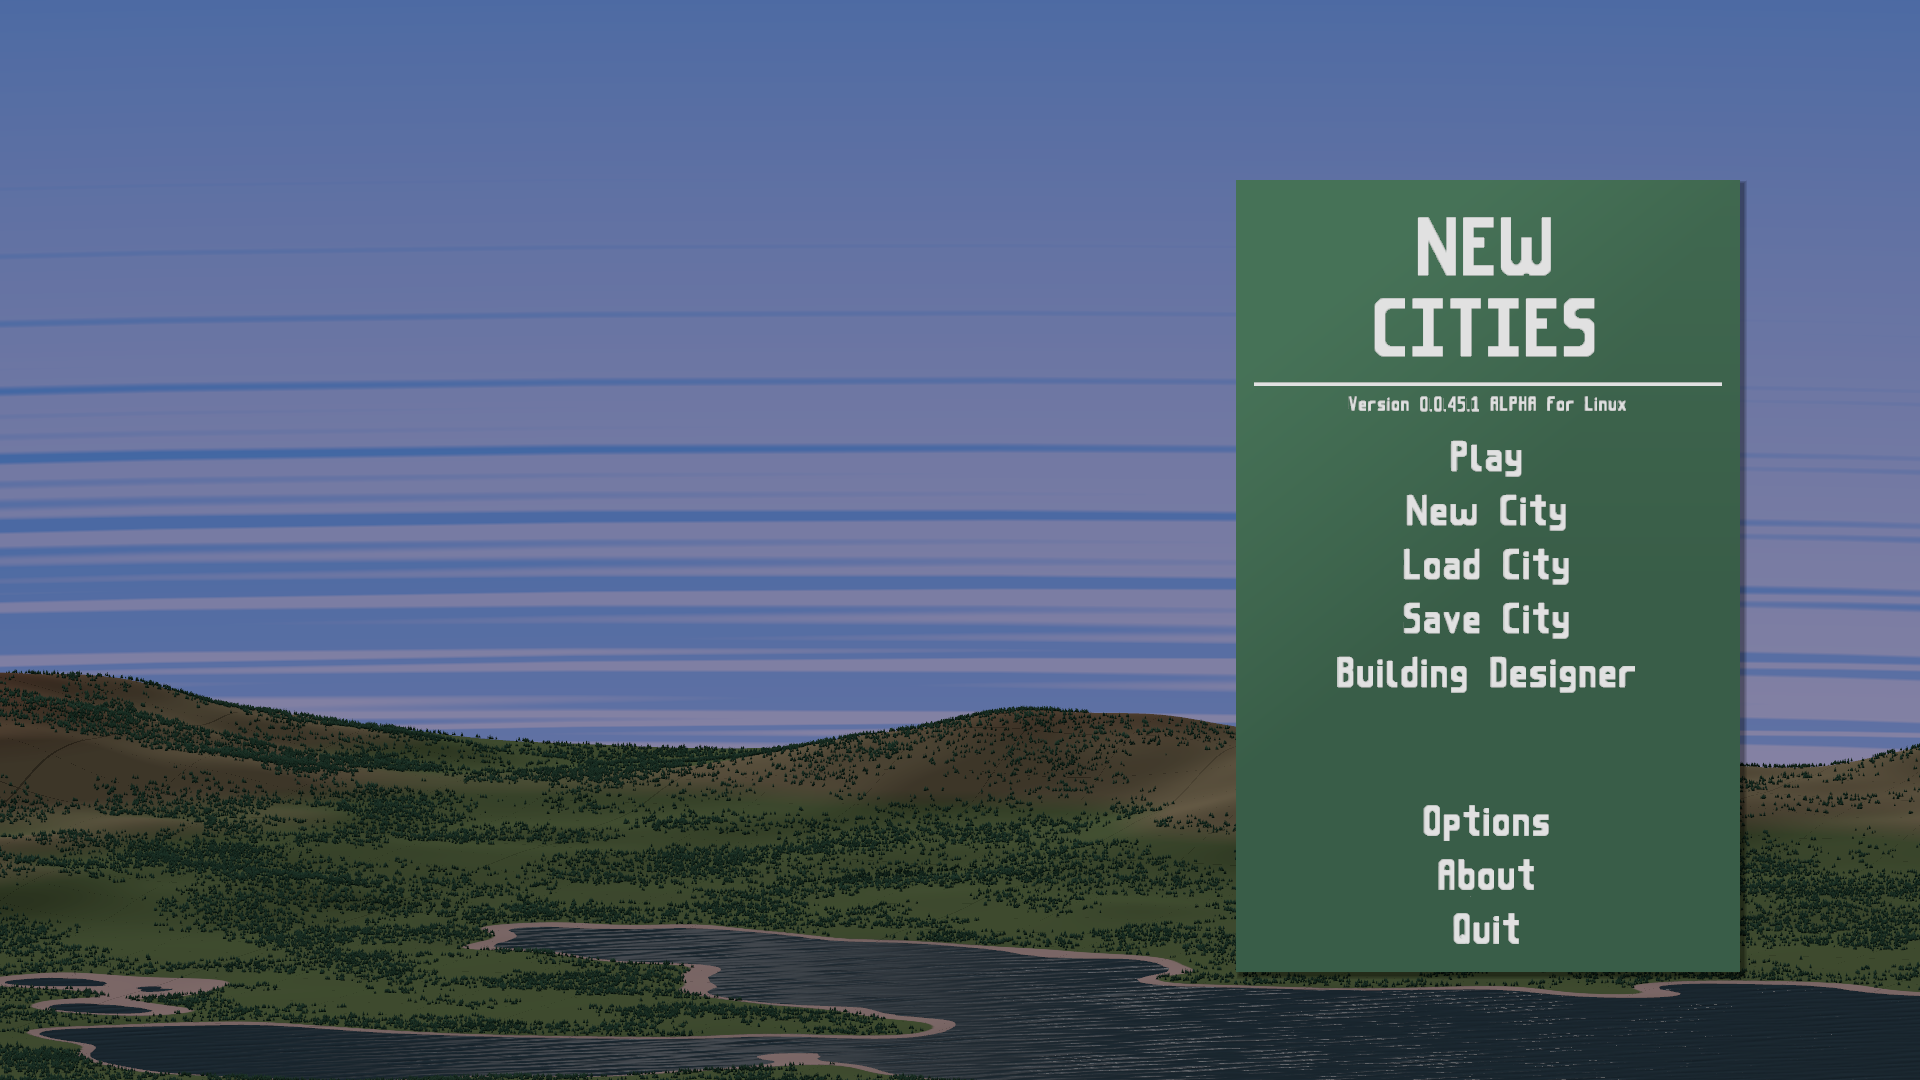 NEW
CITIES
Version 0.0.45.1 ALPHA For Linux
Play
New City
Load City
Save City
Building Designer
Options
About
Quit